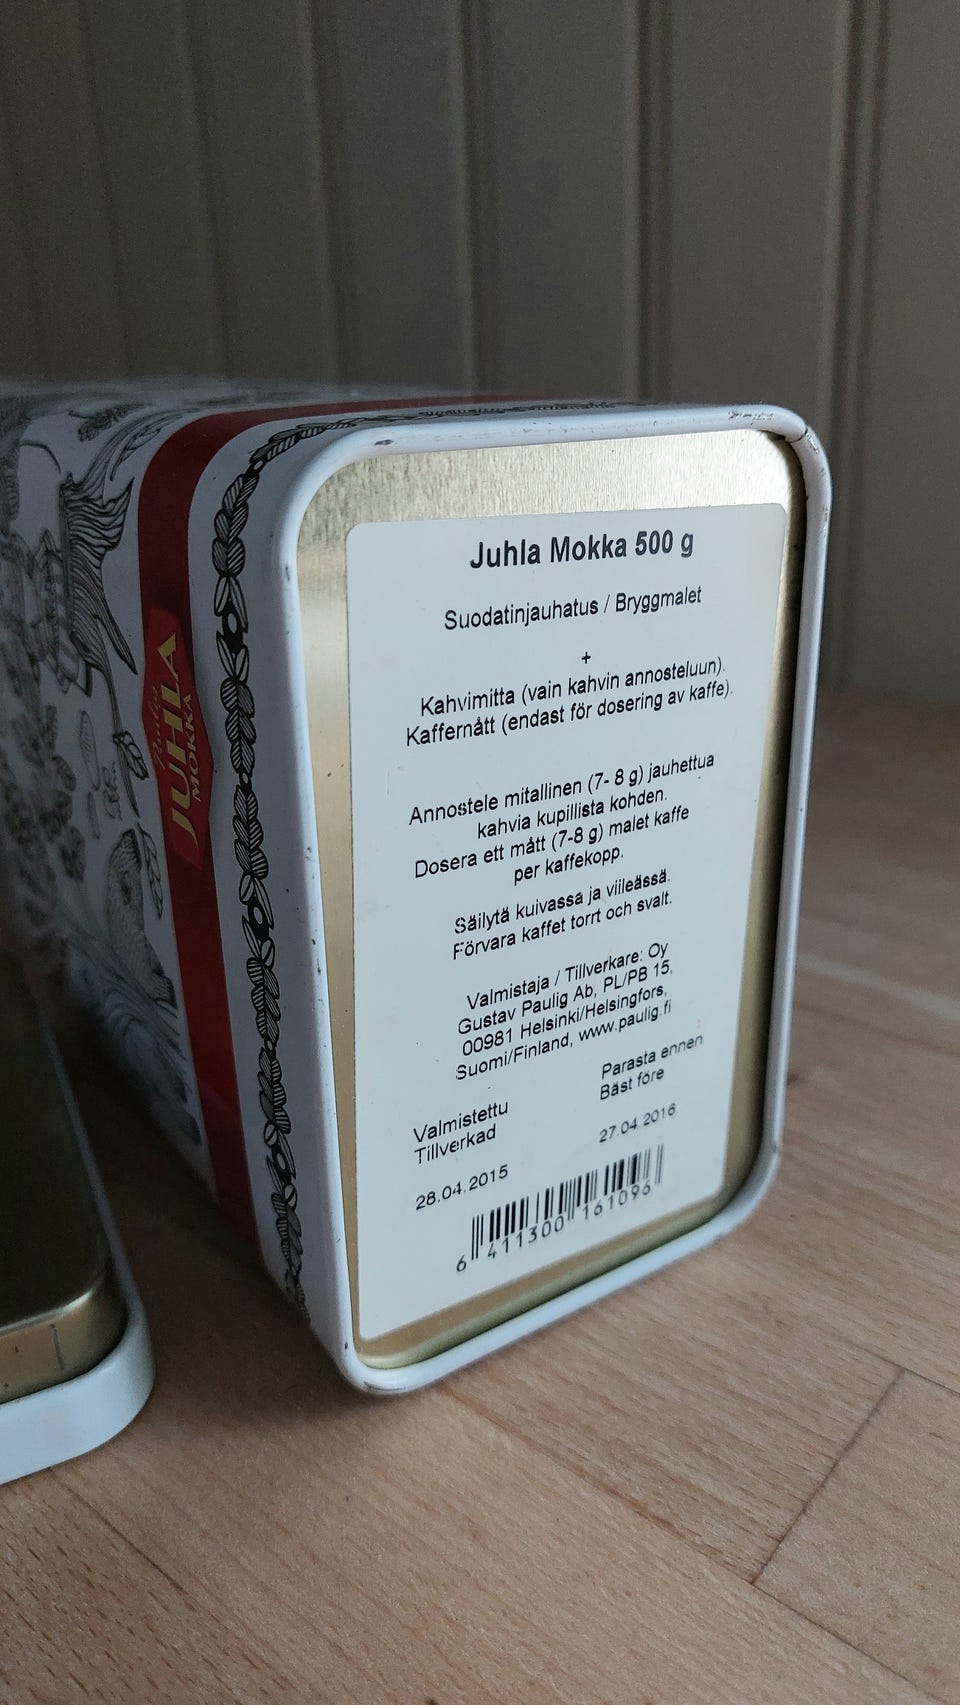 Paulig
JUHLA
MOKKA
Juhla Mokka 500 g
Suodatinjauhatus / Bryggmalet
+
Kahvimitta (vain kahvin annosteluun).
Kaffernått (endast för dosering av kaffe).
Annostele mitallinen (7- 8 g) jauhettua
kahvia kupillista kohden.
Dosera ett mått (7-8 g) malet kaffe
per kaffekopp.
Säilytä kuivassa ja viileässä.
Förvara kaffet torrt och svalt.
Valmistaja / Tillverkare: Oy
Gustav Paulig Ab, PL/PB 15,
00981 Helsinki/Helsingfors,
Suomi/Finland, www.paulig.fi
Valmistettu
Tillverkad
28.04.2015
Parasta ennen
Bäst före
27.04.2016
6 411300 161096